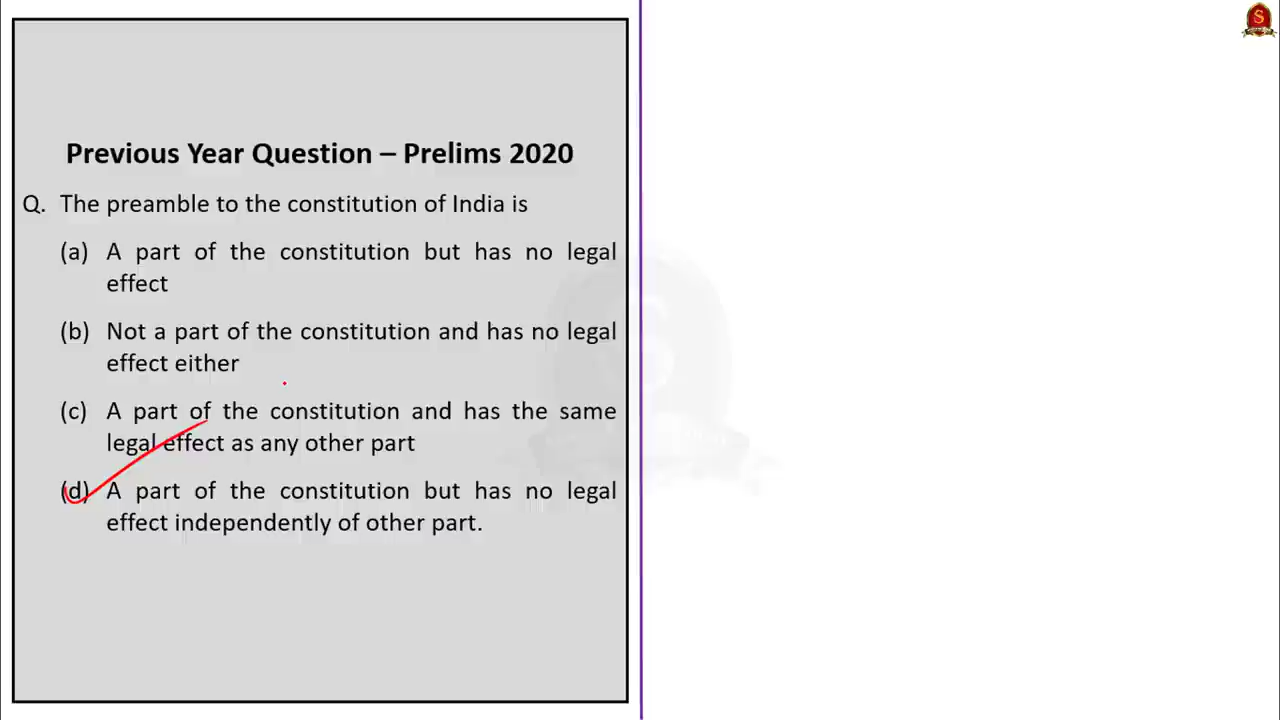 Previous Year Question – Prelims 2020
Q. The preamble to the constitution of India is
(a) A part of the constitution but has no legal
effect
(b) Not a part of the constitution and has no legal
effect either
(c) A part of the constitution and has the same
legal effect as any other part
(d) A part of the constitution but has no legal
effect independently of other part.
S